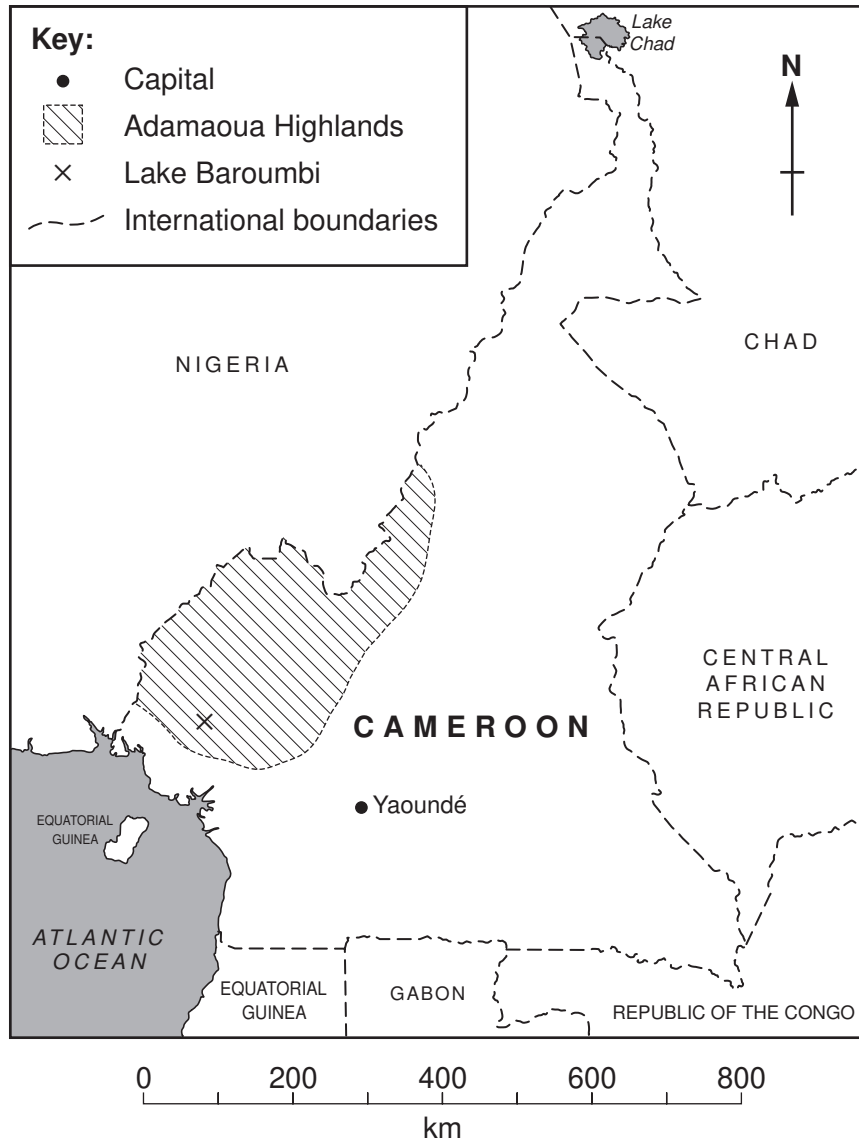 Key:
Capital
Adamaoua Highlands
Lake Baroumbi
International boundaries
Lake
Chad
N
NIGERIA
CHAD
CENTRAL
AFRICAN
REPUBLIC
CAMEROON
Yaoundé
EQUATORIAL
GUINEA
ATLANTIC
OCEAN
EQUATORIAL
GUINEA
GABON
REPUBLIC OF THE CONGO
0 200 400 600 800
km